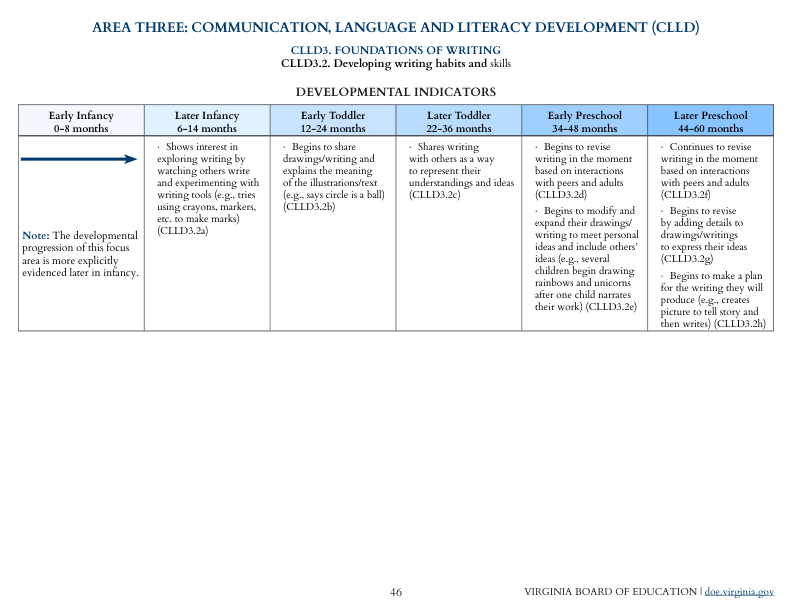 AREA THREE: COMMUNICATION, LANGUAGE AND LITERACY DEVELOPMENT (CLLD)
CLLD3. FOUNDATIONS OF WRITING
CLLD3.2. Developing writing habits and skills
DEVELOPMENTAL INDICATORS
Early Infancy
0–8 months
Later Infancy
6–14 months
Early Toddler
12–24 months
Later Toddler
22–36 months
Early Preschool
34–48 months
Later Preschool
44–60 months
Note: The developmental
progression of this focus
area is more explicitly
evidenced later in infancy.
· Shows interest in
exploring writing by
watching others write
and experimenting with
writing tools (e.g., tries
using crayons, markers,
etc. to make marks)
(CLLD3.2a)
· Begins to share
drawings/writing and
explains the meaning
of the illustrations/text
(e.g., says circle is a ball)
(CLLD3.2b)
· Shares writing
with others as a way
to represent their
understandings and ideas
(CLLD3.2c)
· Begins to revise
writing in the moment
based on interactions
with peers and adults
(CLLD3.2d)
· Begins to modify and
expand their drawings/
writing to meet personal
ideas and include others’
ideas (e.g., several
children begin drawing
rainbows and unicorns
after one child narrates
their work) (CLLD3.2e)
· Continues to revise
writing in the moment
based on interactions
with peers and adults
(CLLD3.2f)
· Begins to revise
by adding details to
drawings/writings
to express their ideas
(CLLD3.2g)
· Begins to make a plan
for the writing they will
produce (e.g., creates
picture to tell story and
then writes) (CLLD3.2h)
46
VIRGINIA BOARD OF EDUCATION | doe.virginia.gov